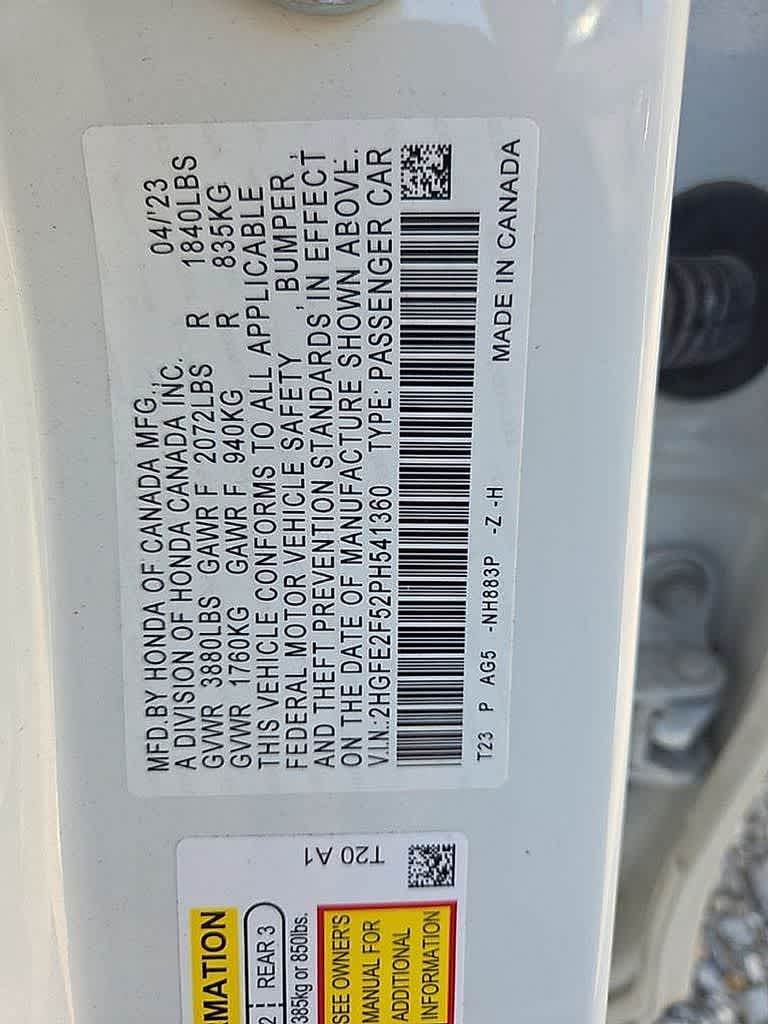 MFD.BY HONDA OF CANADA MFG., 04/'23
A DIVISION OF HONDA CANADA INC.
GVWR 3880LBS GAWR F 2072LBS R 1840LBS
GVWR 1760KG GAWR F 940KG R 835KG
THIS VEHICLE CONFORMS TO ALL APPLICABLE
FEDERAL MOTOR VEHICLE SAFETY , BUMPER ,
AND THEFT PREVENTION STANDARDS IN EFFECT
ON THE DATE OF MANUFACTURE SHOWN ABOVE.
V.I.N.:2HGFE2F52PH541360 TYPE: PASSENGER CAR
T23 P AG5 -NH883P -Z -H
MADE IN CANADA
T20 A1
MATION
2 REAR 3
385kg or 850lbs.
SEE OWNER'S
MANUAL FOR
ADDITIONAL
INFORMATION